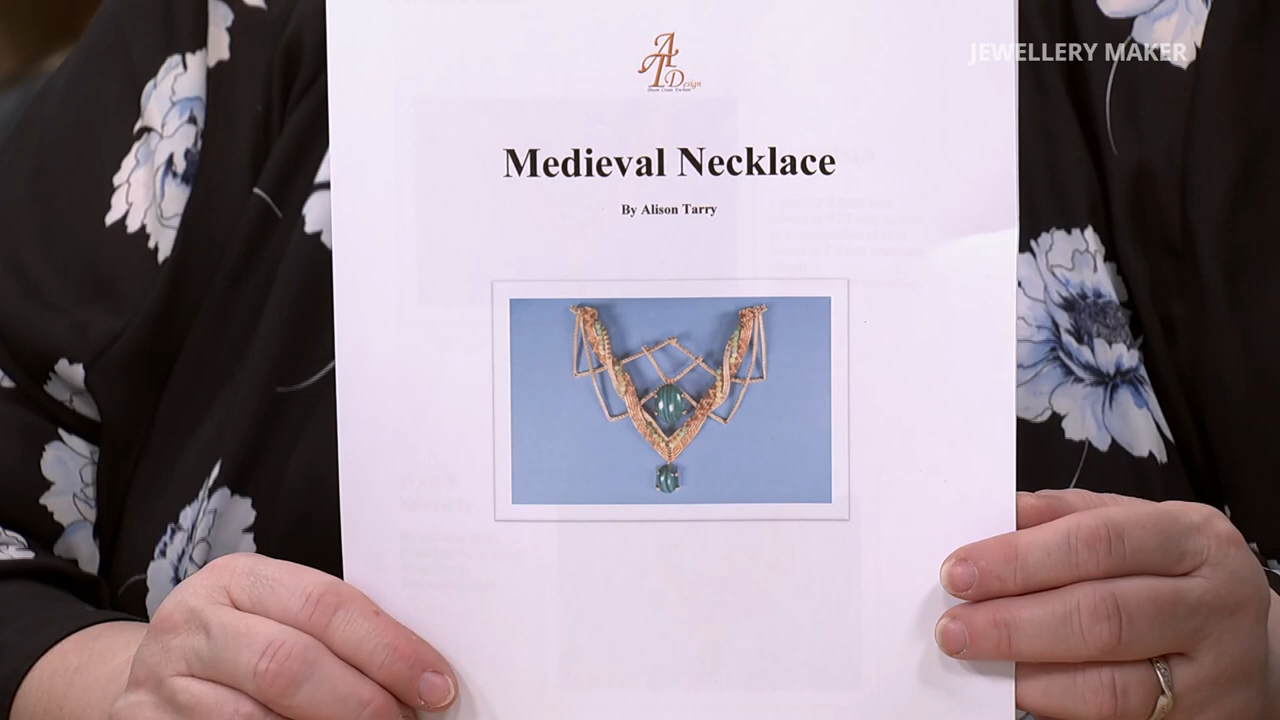 JEWELLERY MAKER
AT Design
Medieval Necklace
By Alison Tarry